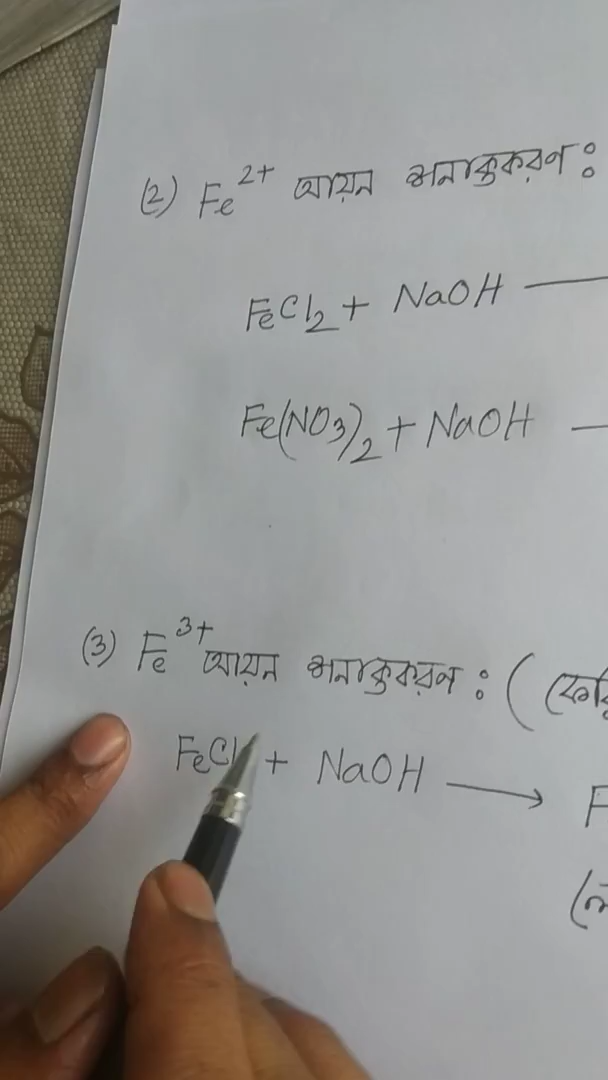 (2) Fe²⁺ আয়ন শনাক্তকরণ:
FeCl₂ + NaOH —
Fe(NO₃)₂ + NaOH —
(3) Fe³⁺ আয়ন শনাক্তকরণ: (
FeCl + NaOH → F